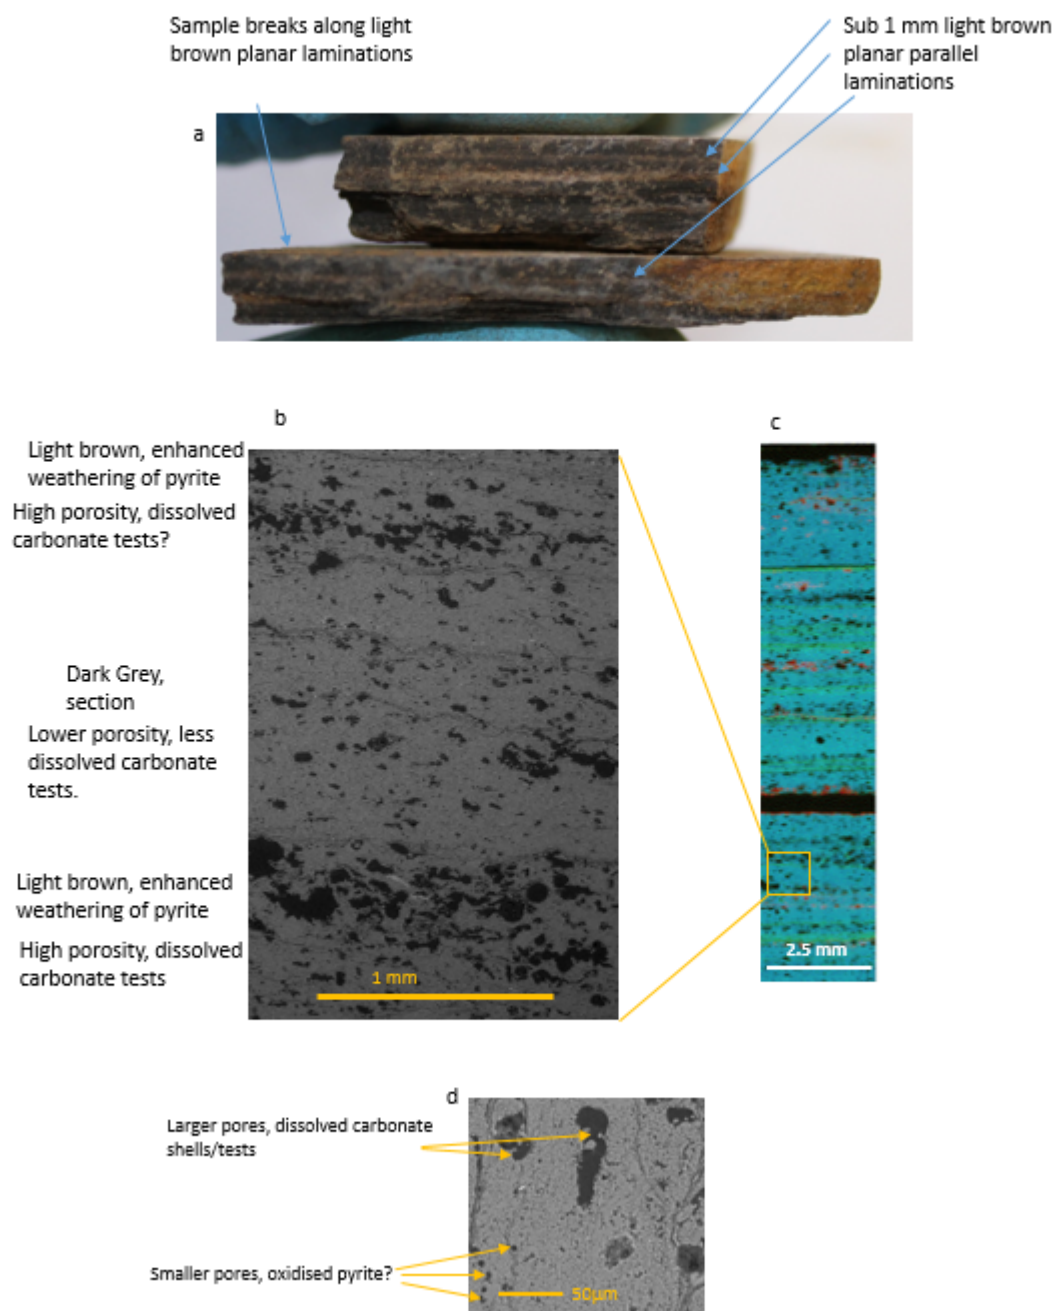 Sample breaks along light
brown planar laminations
Sub 1 mm light brown
planar parallel
laminations
a
b
c
Light brown, enhanced
weathering of pyrite
High porosity, dissolved
carbonate tests?
Dark Grey,
section
Lower porosity, less
dissolved carbonate
tests.
Light brown, enhanced
weathering of pyrite
High porosity, dissolved
carbonate tests
1 mm
2.5 mm
d
Larger pores, dissolved carbonate
shells/tests
Smaller pores, oxidised pyrite?
50µm